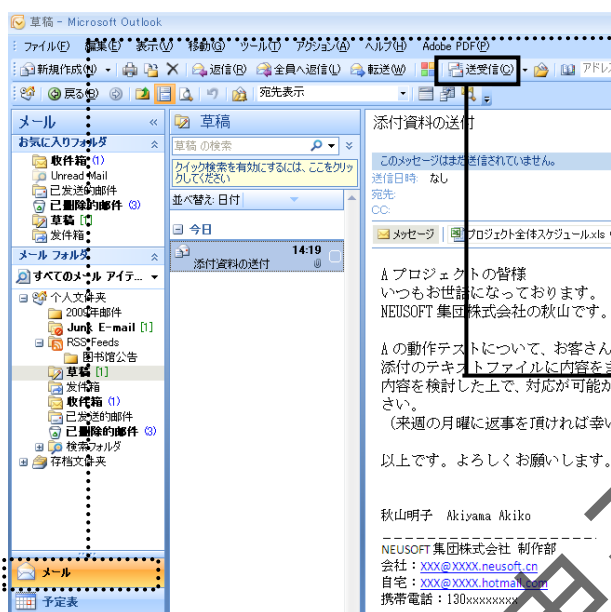 草稿 - Microsoft Outlook
ファイル(F) 編集(E) 表示(V) 移動(G) ツール(T) アクション(A) ヘルプ(H) Adobe PDF(P)
新規作成(N) 返信(R) 全員へ返信(L) 転送(W) 送受信(C) アドレ
戻る(B) 宛先表示
メール «
お気に入りフォルダ
收件箱 (1)
Unread Mail
已发送的邮件
已删除的邮件 (3)
草稿 [1]
发件箱
メール フォルダ
すべてのメール アイテ...
个人文件夹
2009年邮件
Junk E-mail [1]
RSS Feeds
图书馆公告
草稿 [1]
发件箱
收件箱 (1)
已发送的邮件
已删除的邮件 (3)
検索フォルダ
存档文件夹
メール
予定表
草稿
草稿 の検索
クイック検索を有効にするには、ここをクリッ
クしてください
並べ替え: 日付
今日
14:19
添付資料の送付
添付資料の送付
このメッセージはまだ送信されていません。
送信日時: なし
宛先:
CC:
メッセージ プロジェクト全体スケジュール.xls
A プロジェクトの皆様
いつもお世話になっております。
NEUSOFT 集団株式会社の秋山です。
A の動作テストについて、お客さん
添付のテキストファイルに内容を
内容を検討した上で、対応が可能
さい。
（来週の月曜に返事を頂ければ幸い
以上です。よろしくお願いします。
秋山明子 Akiyama Akiko
NEUSOFT 集団株式会社 制作部
会社：XXX@XXXX.neusoft.cn
自宅：XXX@XXXX.hotmail.com
携帯電話：130xxxxxxxx